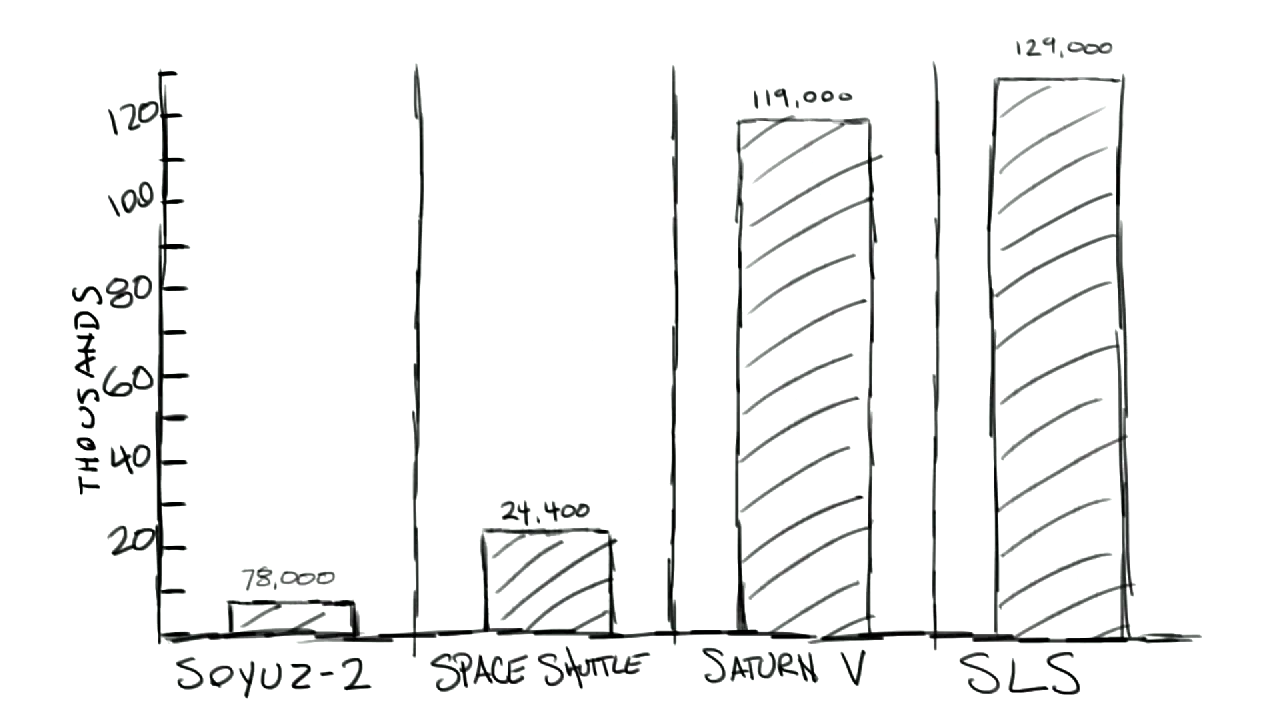 129,000
119,000
120
100
80
60
40
20
THOUSANDS
24,400
78,000
SOYUZ-2
SPACE SHUTTLE
SATURN V
SLS